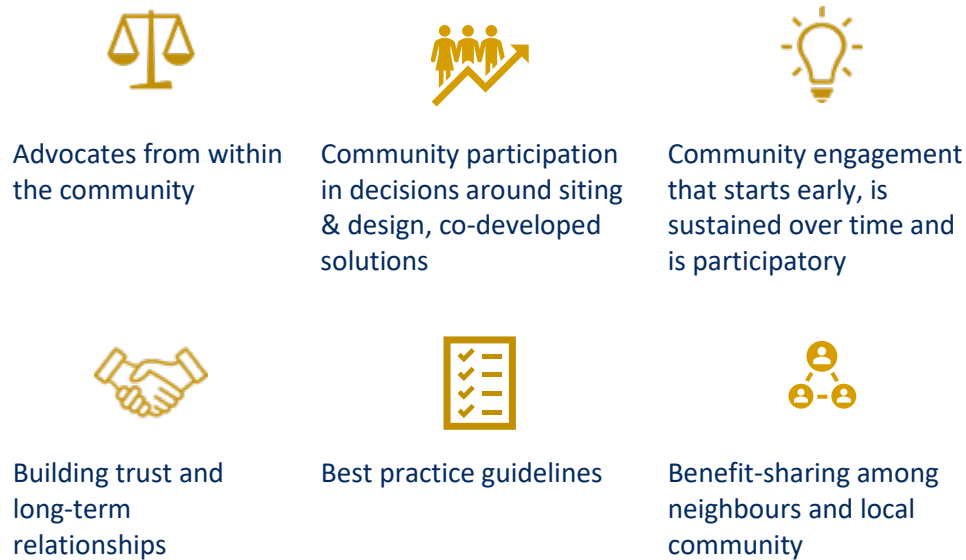 Advocates from within
the community
Community participation
in decisions around siting
& design, co-developed
solutions
Community engagement
that starts early, is
sustained over time and
is participatory
Building trust and
long-term
relationships
Best practice guidelines
Benefit-sharing among
neighbours and local
community